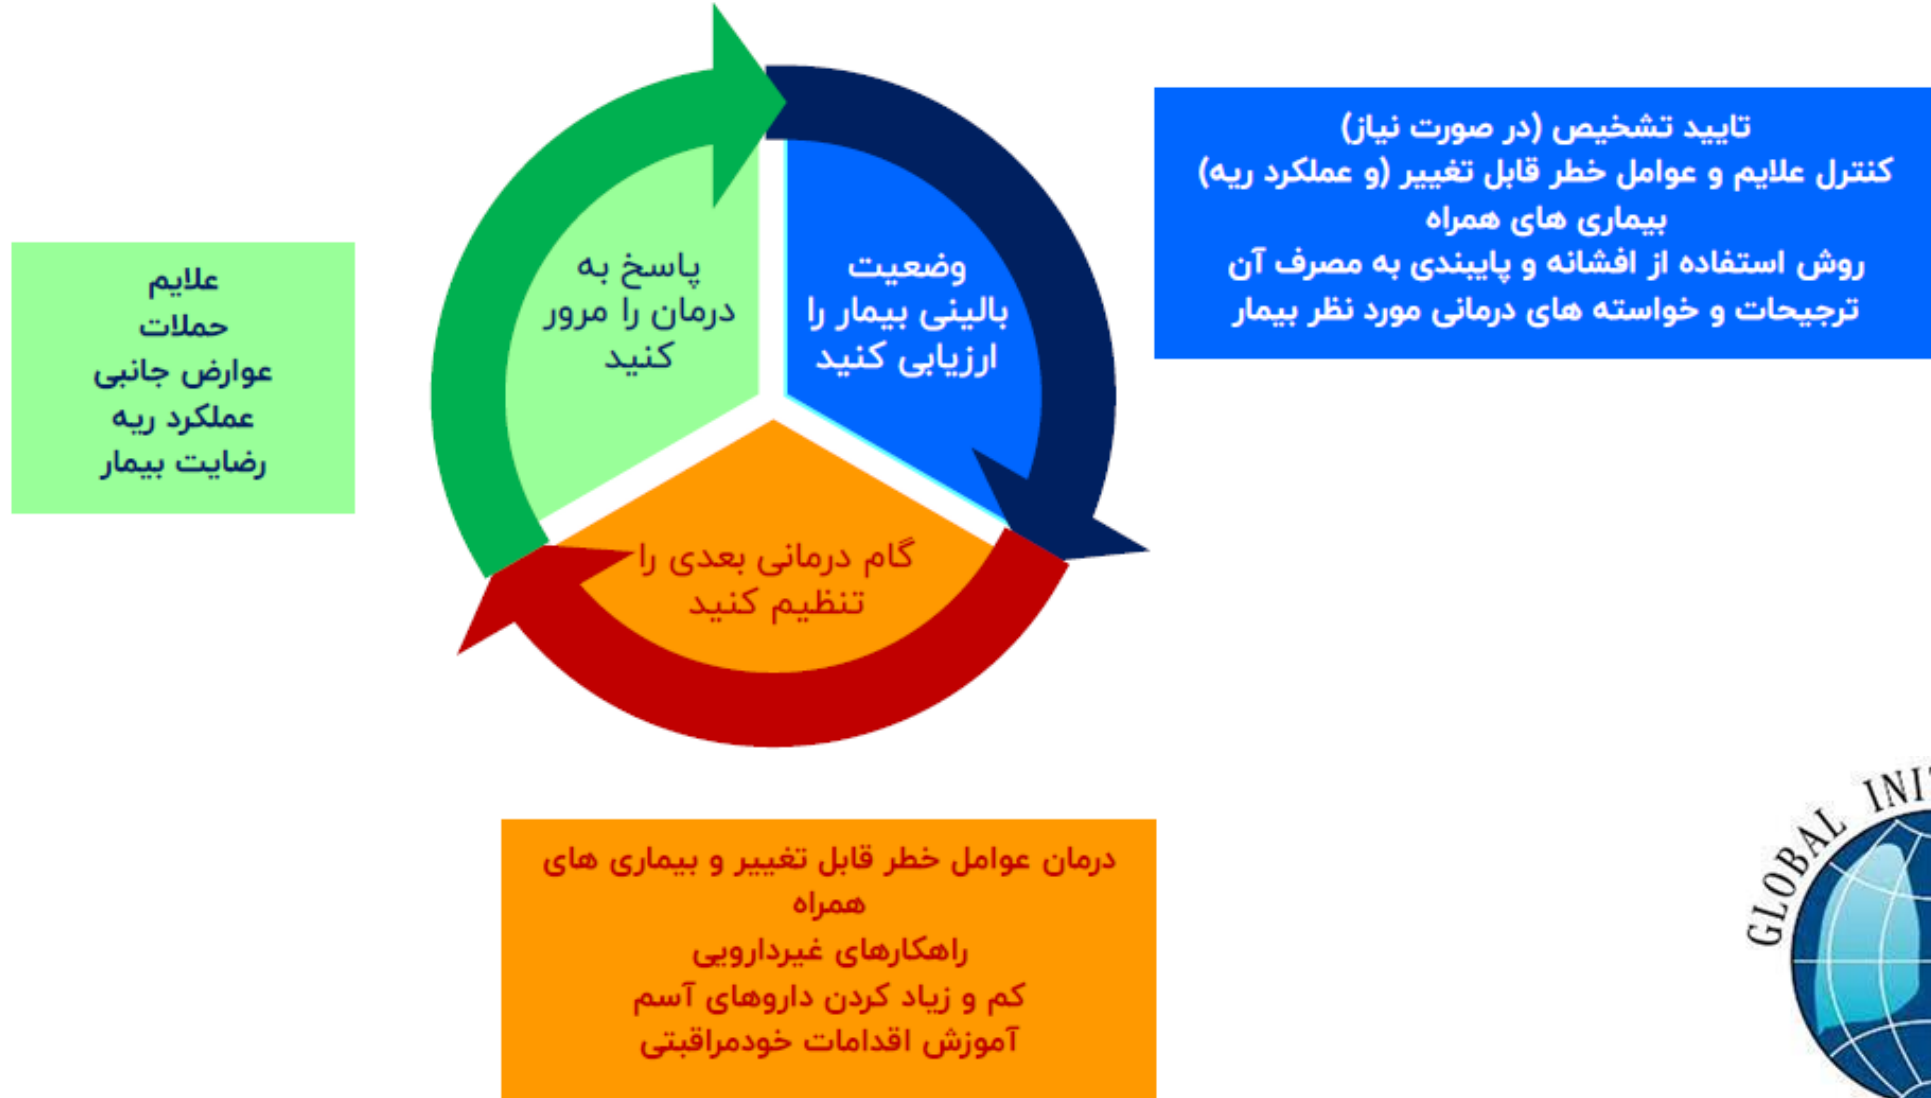 تایید تشخیص (در صورت نیاز)
کنترل علایم و عوامل خطر قابل تغییر (و عملکرد ریه)
بیماری های همراه
روش استفاده از افشانه و پایبندی به مصرف آن
ترجیحات و خواسته های درمانی مورد نظر بیمار
وضعیت
بالینی بیمار را
ارزیابی کنید
پاسخ به
درمان را مرور
کنید
گام درمانی بعدی را
تنظیم کنید
علایم
حملات
عوارض جانبی
عملکرد ریه
رضایت بیمار
درمان عوامل خطر قابل تغییر و بیماری های
همراه
راهکارهای غیردارویی
کم و زیاد کردن داروهای آسم
آموزش اقدامات خودمراقبتی
GLOBAL